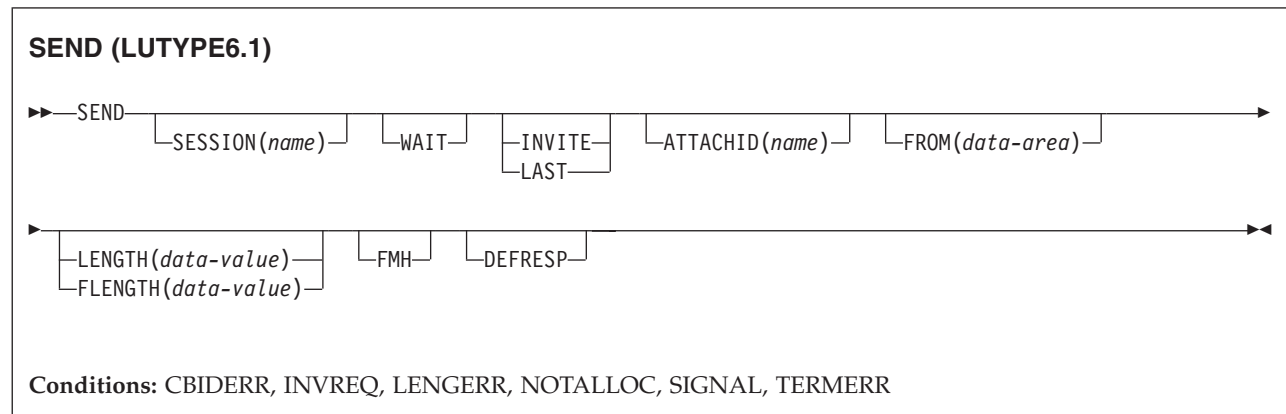 SEND (LUTYPE6.1)
SEND
SESSION(name) WAIT INVITE ATTACHID(name) FROM(data-area)
LAST
LENGTH(data-value) FMH DEFRESP
FLENGTH(data-value)
Conditions: CBIDERR, INVREQ, LENGERR, NOTALLOC, SIGNAL, TERMERR